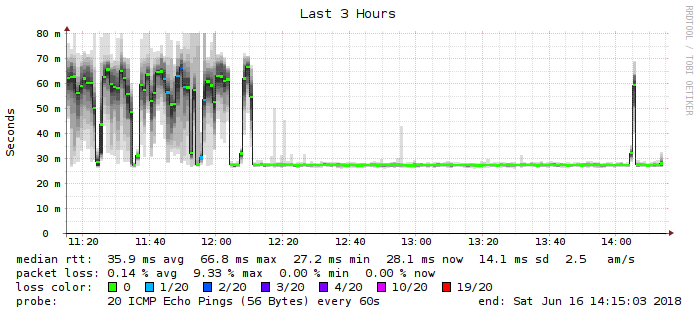 Last 3 Hours
RRDTOOL / TOBI OETIKER
Seconds
80 m
70 m
60 m
50 m
40 m
30 m
20 m
10 m
0
11:20 11:40 12:00 12:20 12:40 13:00 13:20 13:40 14:00
median rtt: 35.9 ms avg 66.8 ms max 27.2 ms min 28.1 ms now 14.1 ms sd 2.5 am/s
packet loss: 0.14 % avg 9.33 % max 0.00 % min 0.00 % now
loss color: 0 1/20 2/20 3/20 4/20 10/20 19/20
probe: 20 ICMP Echo Pings (56 Bytes) every 60s end: Sat Jun 16 14:15:03 2018